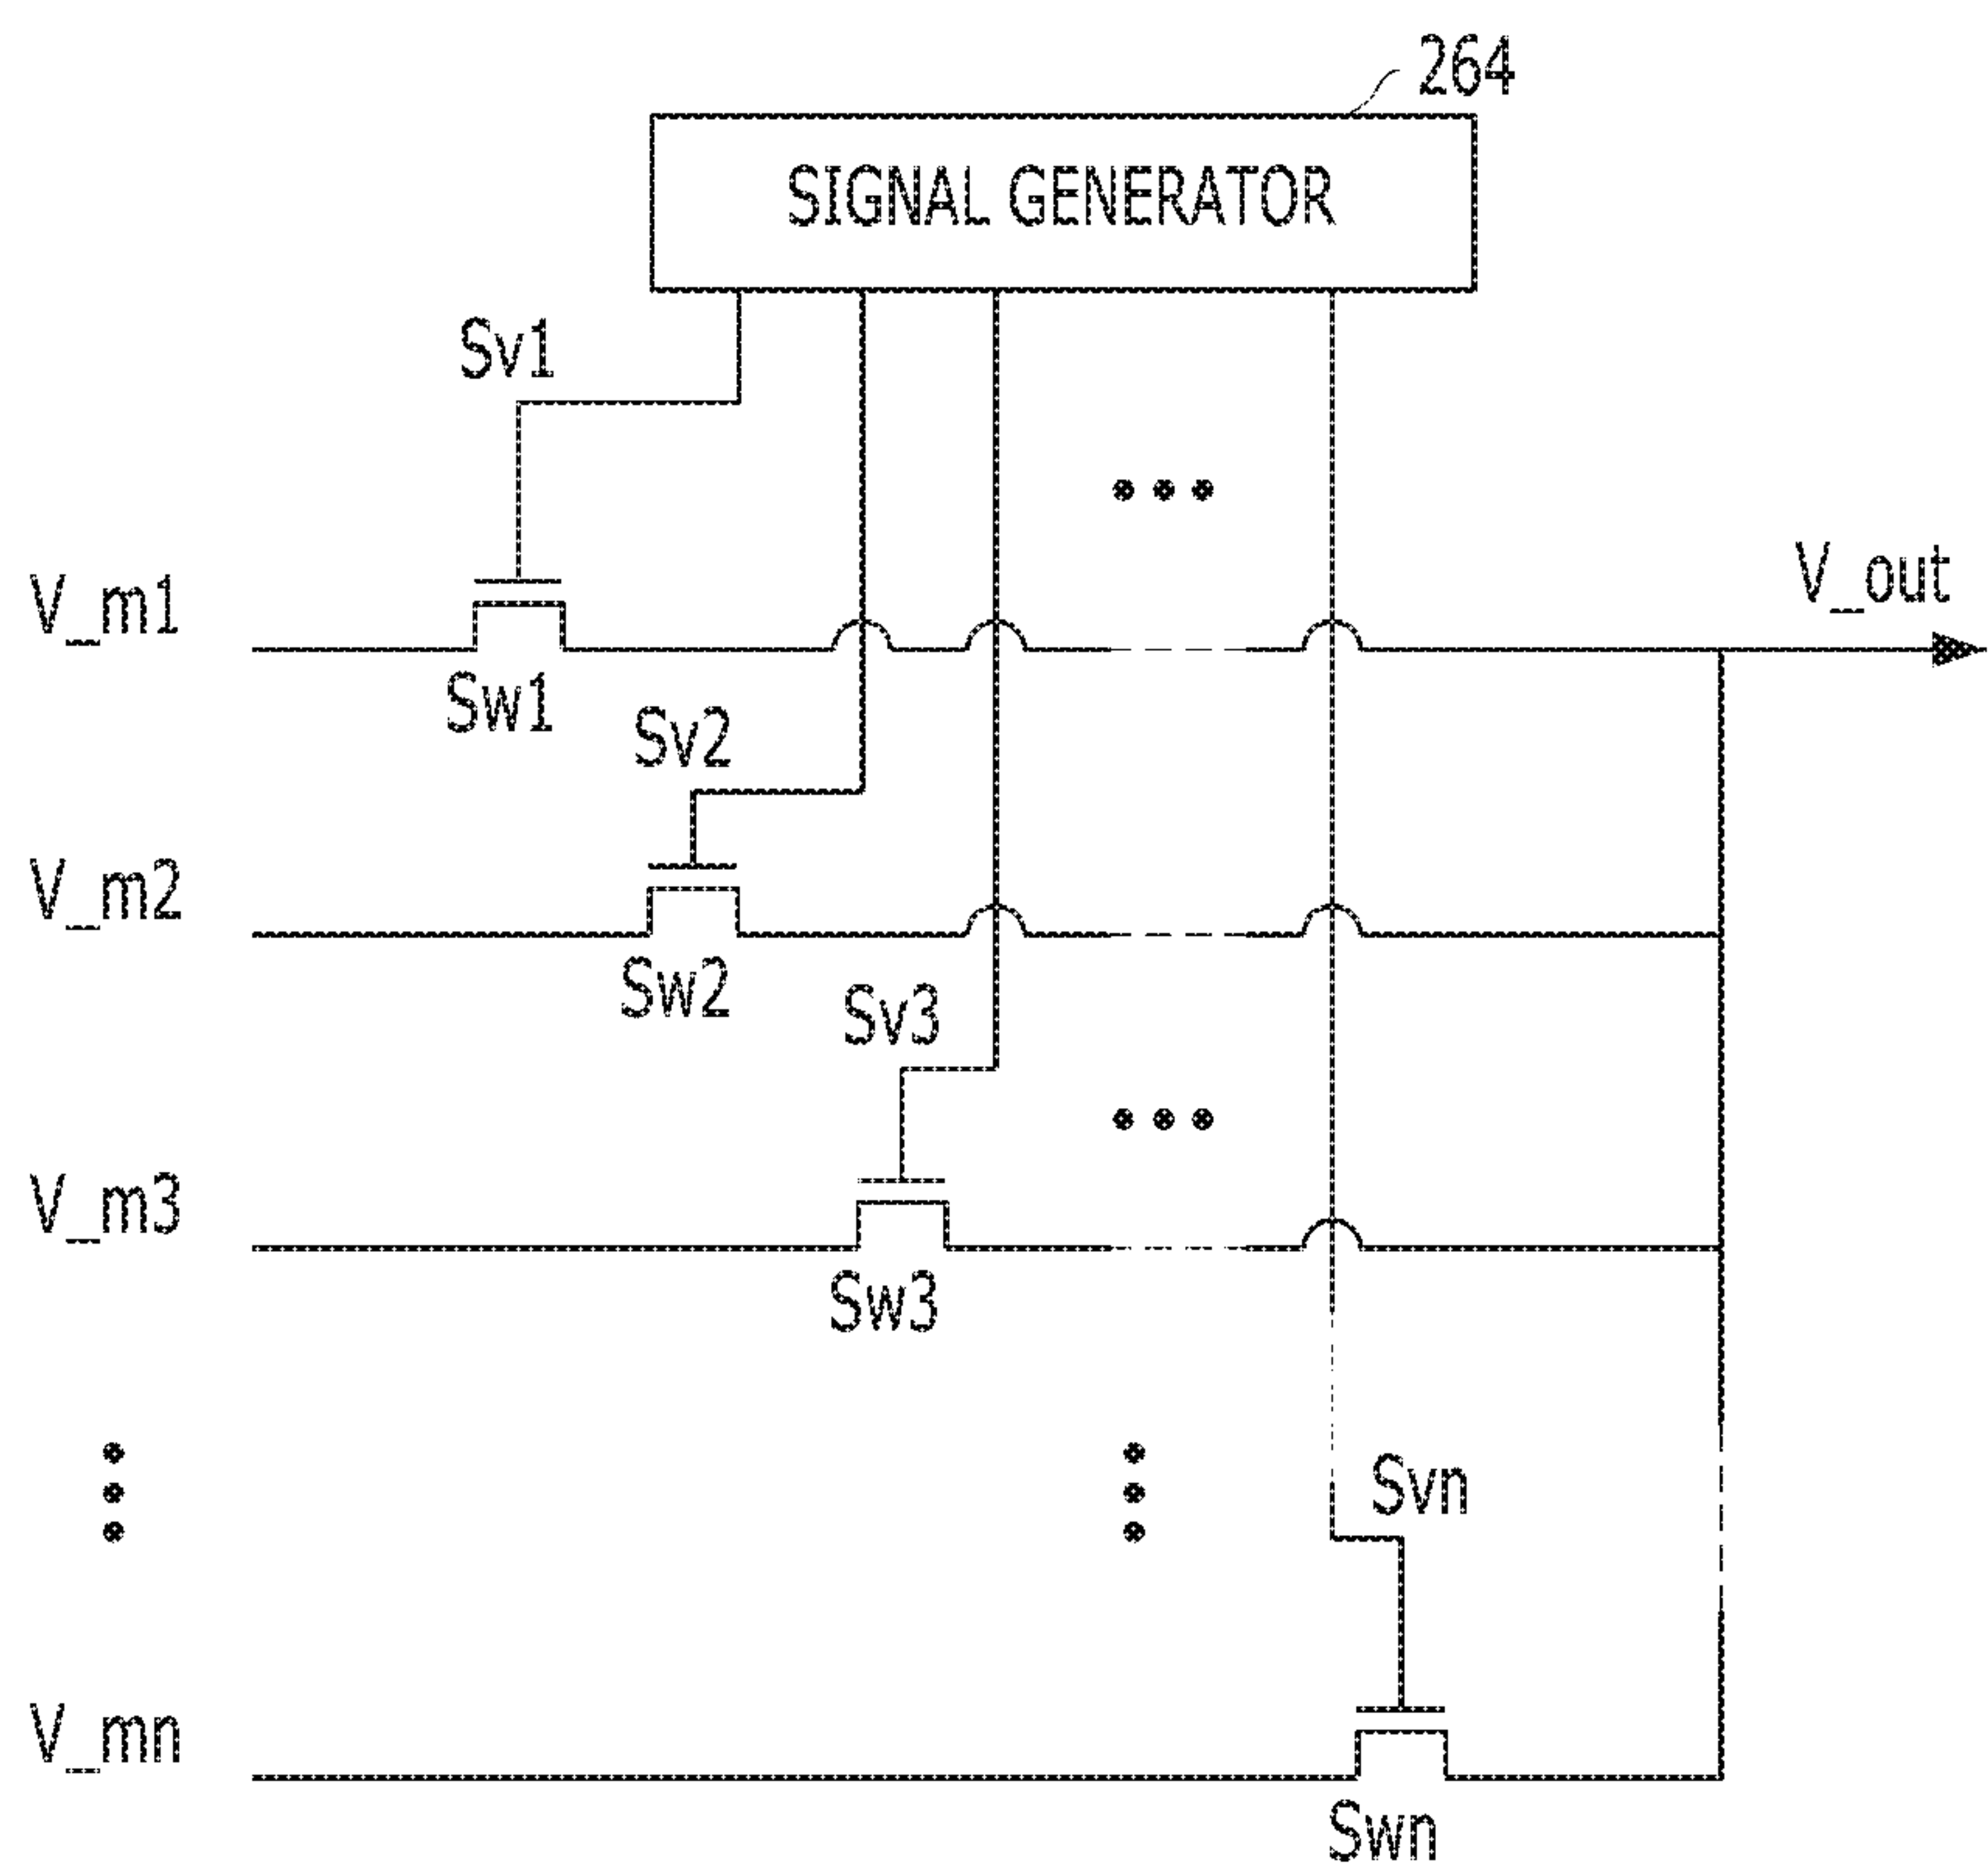 264
SIGNAL GENERATOR
Sv1
V_out
V_m1
Sw1
Sv2
V_m2
Sw2
Sv3
V_m3
Sw3
Svn
V_mn
Swn